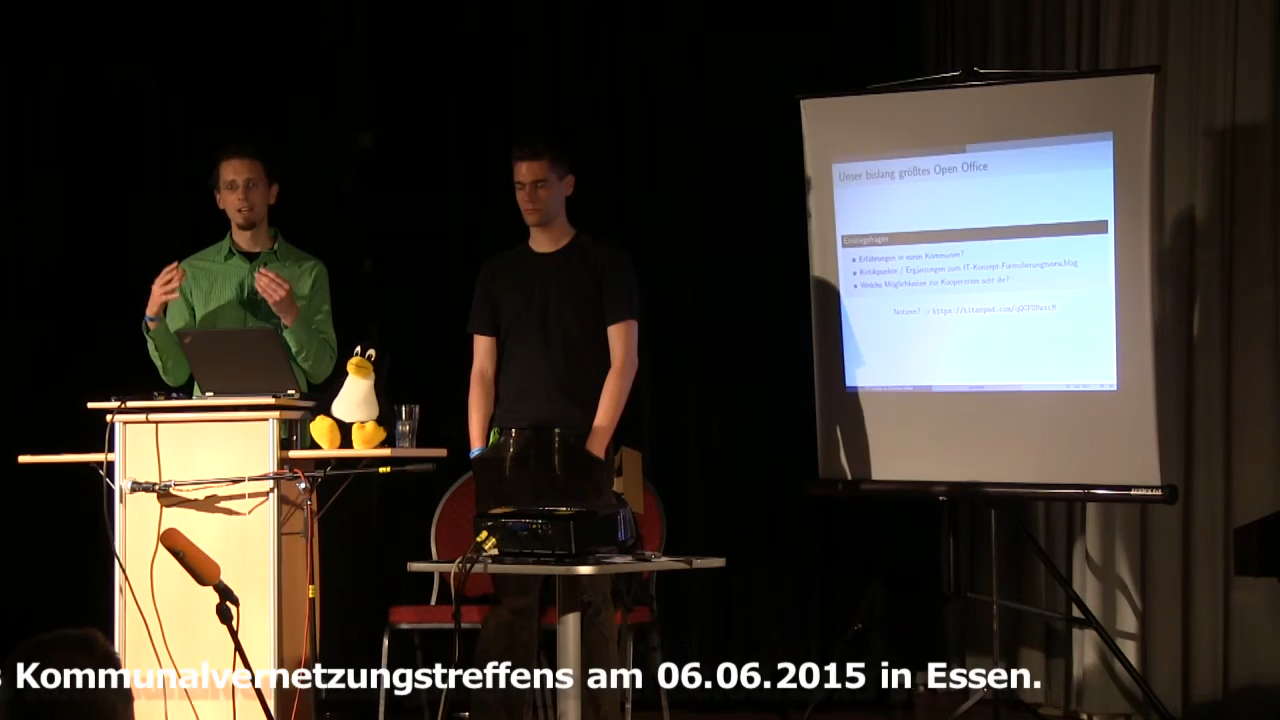 Unser bislang größtes Open Office
Einstiegsfragen
Erfahrungen in euren Kommunen?
Kritikpunkte / Ergänzungen zum IT-Konzept-Formulierungsvorschlag
Welche Möglichkeiten zur Kooperation seht ihr?
Notizen?
Kommunalvernetzungstreffens am 06.06.2015 in Essen.